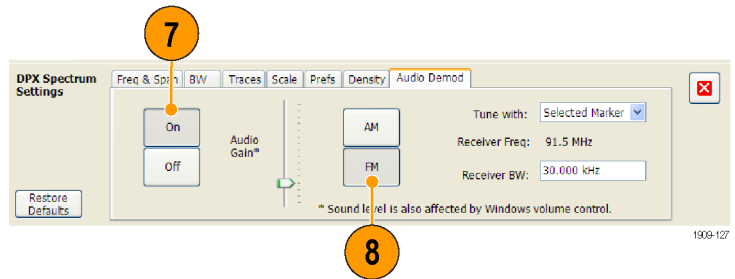 7
DPX Spectrum
Settings
Freq & Span
BW
Traces
Scale
Prefs
Density
Audio Demod
On
Off
Audio
Gain*
AM
FM
Tune with:
Selected Marker
Receiver Freq:
91.5 MHz
Receiver BW:
30.000 kHz
Restore
Defaults
* Sound level is also affected by Windows volume control.
8
1909-127